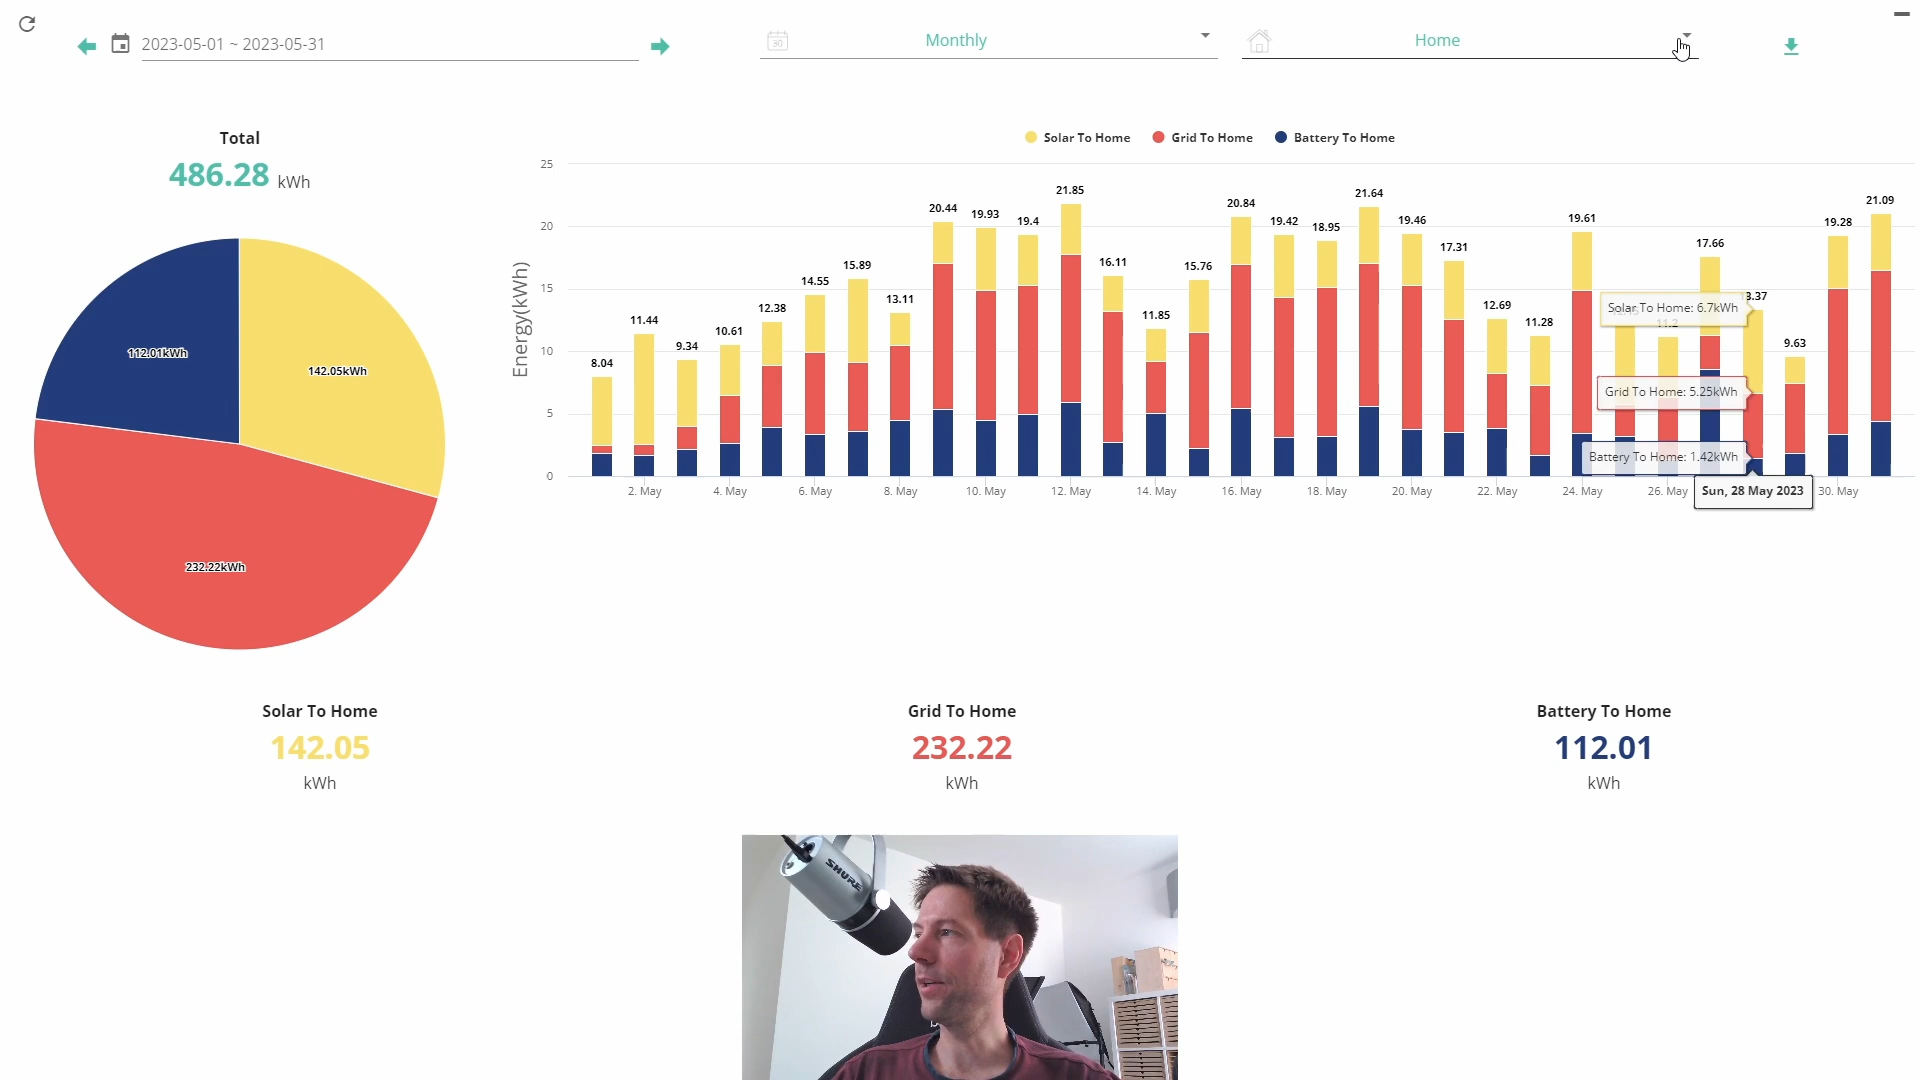 2023-05-01 ~ 2023-05-31
30
Monthly
Home
Total
486.28 kWh
112.01kWh
142.05kWh
232.22kWh
Solar To Home
Grid To Home
Battery To Home
Energy(kWh)
25
20
15
10
5
0
8.04
11.44
9.34
10.61
12.38
14.55
15.89
13.11
20.44
19.93
19.4
21.85
16.11
11.85
15.76
20.84
19.42
18.95
21.64
19.46
17.31
12.69
11.28
19.61
11.2
17.66
3.37
9.63
19.28
21.09
Solar To Home: 6.7kWh
Grid To Home: 5.25kWh
Battery To Home: 1.42kWh
2. May
4. May
6. May
8. May
10. May
12. May
14. May
16. May
18. May
20. May
22. May
24. May
26. May
Sun, 28 May 2023
30. May
Solar To Home
142.05
kWh
Grid To Home
232.22
kWh
Battery To Home
112.01
kWh
SHURE